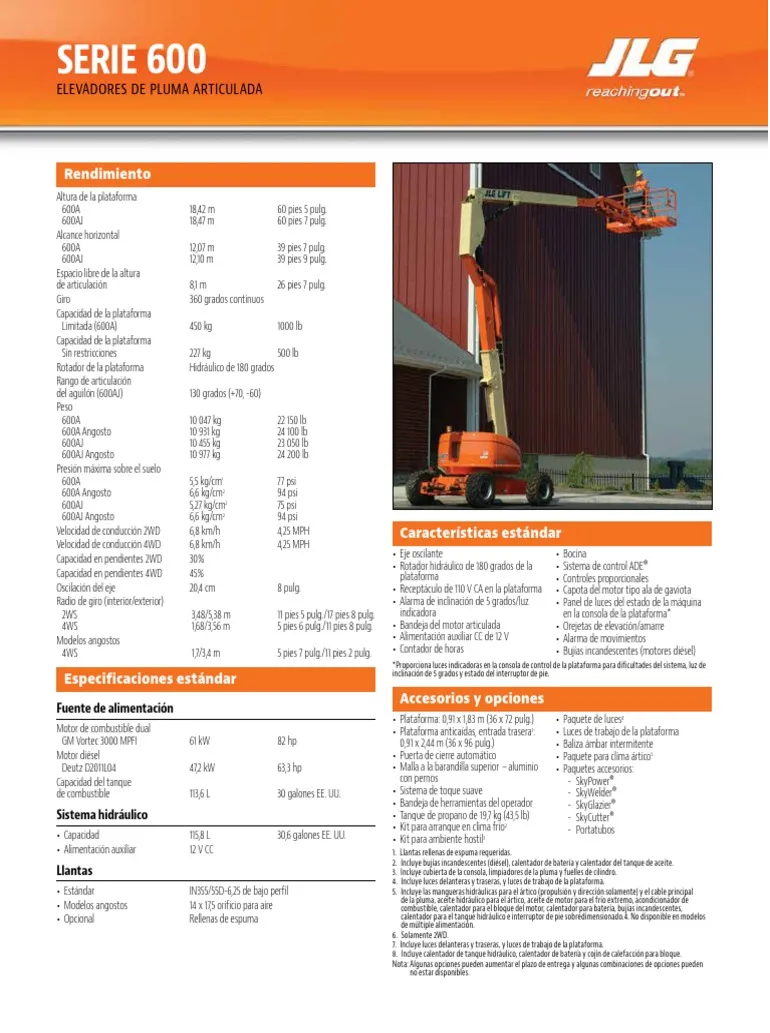 SERIE 600
ELEVADORES DE PLUMA ARTICULADA
JLG
reachingout
Rendimiento
Altura de la plataforma
600A 18,42 m 60 pies 5 pulg.
600AJ 18,47 m 60 pies 7 pulg.
Alcance horizontal
600A 12,07 m 39 pies 7 pulg.
600AJ 12,10 m 39 pies 9 pulg.
Espacio libre de la altura
de articulación 8,1 m 26 pies 7 pulg.
Giro 360 grados continuos
Capacidad de la plataforma
Limitada (600A) 450 kg 1000 lb
Capacidad de la plataforma
Sin restricciones 227 kg 500 lb
Rotador de la plataforma Hidráulico de 180 grados
Rango de articulación
del aguilón (600AJ) 130 grados (+70, -60)
Peso
600A 10 047 kg 22 150 lb
600A Angosto 10 931 kg 24 100 lb
600AJ 10 455 kg 23 050 lb
600AJ Angosto 10 977 kg 24 200 lb
Presión máxima sobre el suelo
600A 5,5 kg/cm² 77 psi
600A Angosto 6,6 kg/cm² 94 psi
600AJ 5,27 kg/cm² 75 psi
600AJ Angosto 6,6 kg/cm² 94 psi
Velocidad de conducción 2WD 6,8 km/h 4,25 MPH
Velocidad de conducción 4WD 6,8 km/h 4,25 MPH
Capacidad en pendientes 2WD 30%
Capacidad en pendientes 4WD 45%
Oscilación del eje 20,4 cm 8 pulg.
Radio de giro (interior/exterior)
2WS 3,48/5,38 m 11 pies 5 pulg./17 pies 8 pulg.
4WS 1,68/3,56 m 5 pies 6 pulg./11 pies 8 pulg.
Modelos angostos
4WS 1,7/3,4 m 5 pies 7 pulg./11 pies 2 pulg.
Especificaciones estándar
Fuente de alimentación
Motor de combustible dual
GM Vortec 3000 MPFI 61 kW 82 hp
Motor diésel
Deutz D2011L04 47,2 kW 63,3 hp
Capacidad del tanque
de combustible 113,6 L 30 galones EE. UU.
Sistema hidráulico
• Capacidad 115,8 L 30,6 galones EE. UU.
• Alimentación auxiliar 12 V CC
Llantas
• Estándar IN355/55D-6,25 de bajo perfil
• Modelos angostos 14 x 17,5 orificio para aire
• Opcional Rellenas de espuma
JLG LIFT
Características estándar
• Eje oscilante
• Rotador hidráulico de 180 grados de la
plataforma
• Receptáculo de 110 V CA en la plataforma
• Alarma de inclinación de 5 grados/luz
indicadora
• Bandeja del motor articulada
• Alimentación auxiliar CC de 12 V
• Contador de horas
• Bocina
• Sistema de control ADE®
• Controles proporcionales
• Capota del motor tipo ala de gaviota
• Panel de luces del estado de la máquina
en la consola de la plataforma*
• Orejetas de elevación/amarre
• Alarma de movimientos
• Bujías incandescentes (motores diésel)
*Proporciona luces indicadoras en la consola de control de la plataforma para dificultades del sistema, luz de
inclinación de 5 grados y estado del interruptor de pie.
Accesorios y opciones
• Plataforma: 0,91 x 1,83 m (36 x 72 pulg.)
• Plataforma anticaídas, entrada trasera¹:
0,91 x 2,44 m (36 x 96 pulg.)
• Puerta de cierre automático
• Malla a la barandilla superior – aluminio
con pernos
• Sistema de toque suave
• Bandeja de herramientas del operador
• Tanque de propano de 19,7 kg (43,5 lb)
• Kit para arranque en clima frío²
• Kit para ambiente hostil³
• Paquete de luces⁴
• Luces de trabajo de la plataforma
• Baliza ámbar intermitente
• Paquete para clima ártico⁵
• Paquetes accesorios:
- SkyPower®
- SkyWelder®
- SkyGlazier®
- SkyCutter®
- Portatubos
1. Llantas rellenas de espuma requeridas.
2. Incluye bujías incandescentes (diésel), calentador de batería y calentador del tanque de aceite.
3. Incluye cubierta de la consola, limpiadores de la pluma y fuelles de cilindro.
4. Incluye luces delanteras y traseras, y luces de trabajo de la plataforma.
5. Incluye las mangueras hidráulicas para el ártico (propulsión y dirección solamente) y el cable principal
de la pluma, aceite hidráulico para el ártico, aceite de motor para el frío extremo, acondicionador de
combustible, calentador para el bloque del motor, calentador para batería, bujías incandescentes,
calentador para el tanque hidráulico e interruptor de pie sobredimensionado.4. No disponible en modelos
de múltiple alimentación.
6. Solamente 2WD.
7. Incluye luces delanteras y traseras, y luces de trabajo de la plataforma.
8. Incluye calentador de tanque hidráulico, calentador de batería y cojín de calefacción para bloque.
Nota: Algunas opciones pueden aumentar el plazo de entrega y algunas combinaciones de opciones pueden
no estar disponibles.